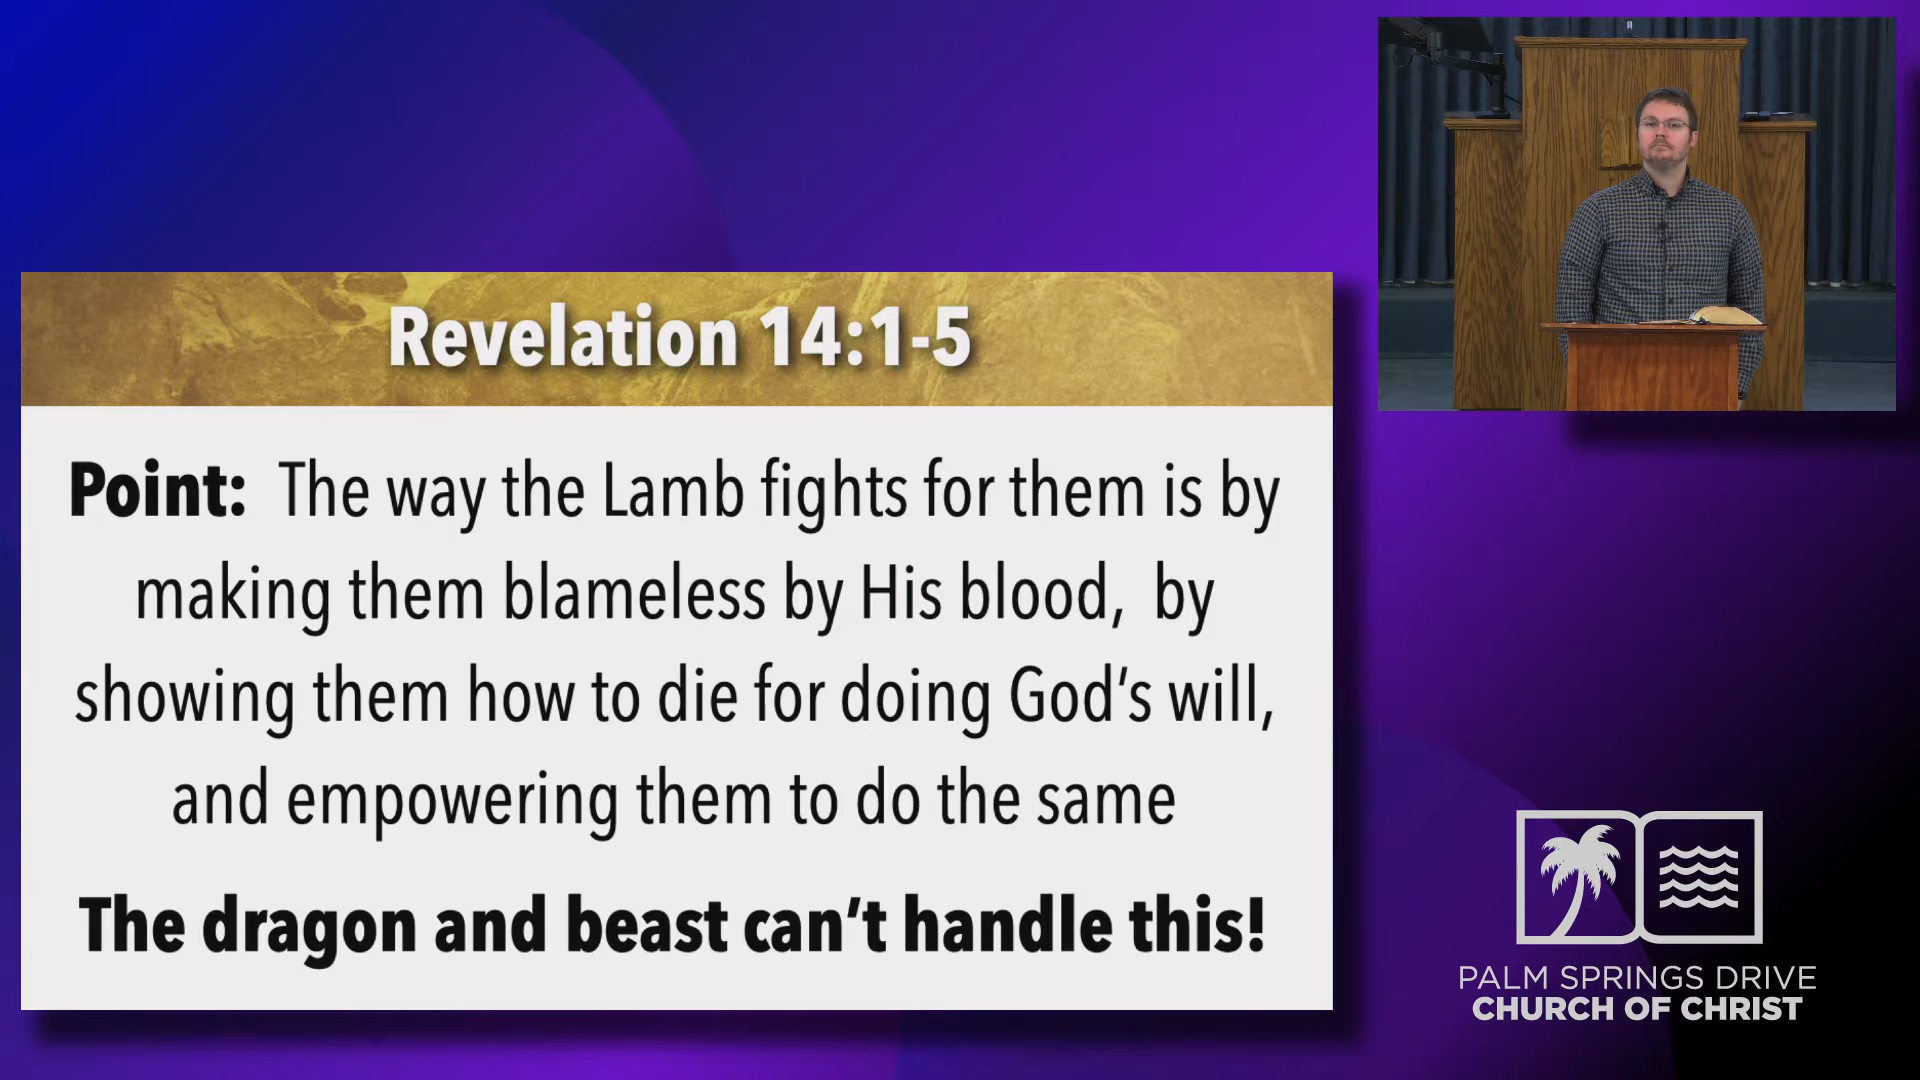 Revelation 14:1-5
Point: The way the Lamb fights for them is by
making them blameless by His blood, by
showing them how to die for doing God's will,
and empowering them to do the same
The dragon and beast can't handle this!
PALM SPRINGS DRIVE
CHURCH OF CHRIST